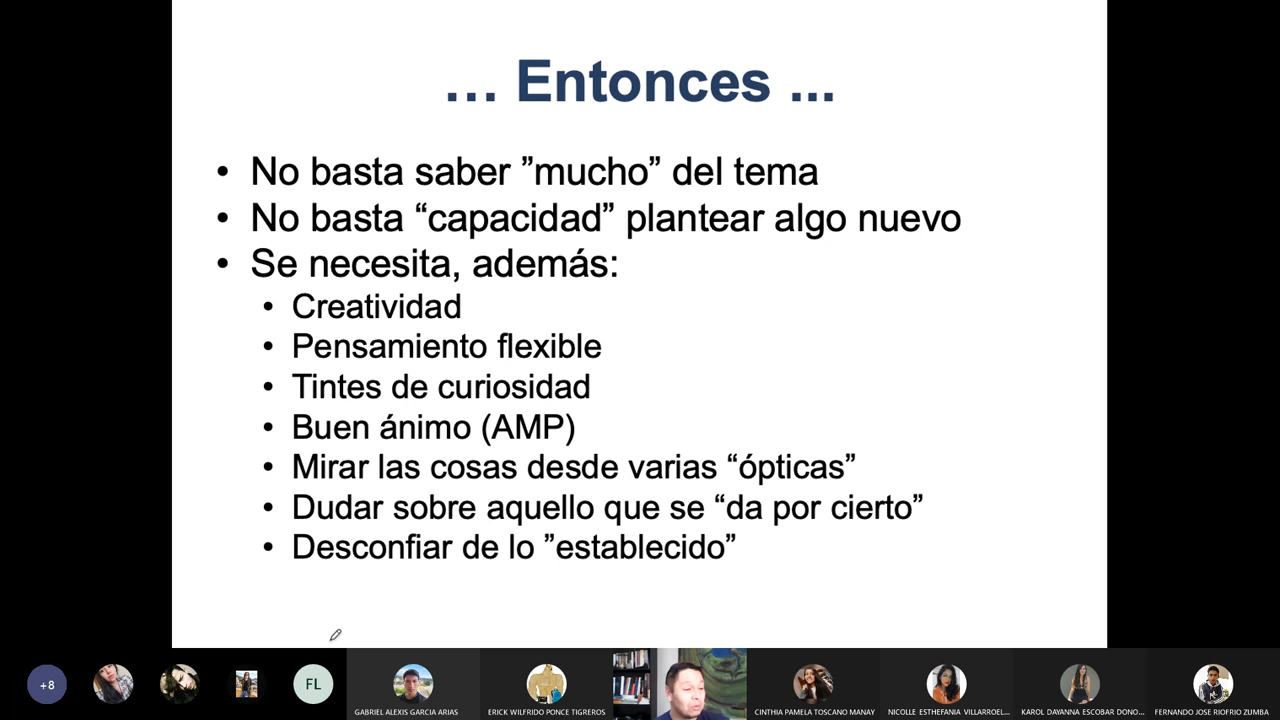 ... Entonces ...
• No basta saber ”mucho” del tema
• No basta “capacidad” plantear algo nuevo
• Se necesita, además:
• Creatividad
• Pensamiento flexible
• Tintes de curiosidad
• Buen ánimo (AMP)
• Mirar las cosas desde varias “ópticas”
• Dudar sobre aquello que se “da por cierto”
• Desconfiar de lo ”establecido”
+8
FL
GABRIEL ALEXIS GARCIA ARIAS
ERICK WILFRIDO PONCE TIGREROS
CINTHIA PAMELA TOSCANO MANAY
NICOLLE ESTHEFANIA VILLARROEL...
KAROL DAYANNA ESCOBAR DONO...
FERNANDO JOSE RIOFRIO ZUMBA